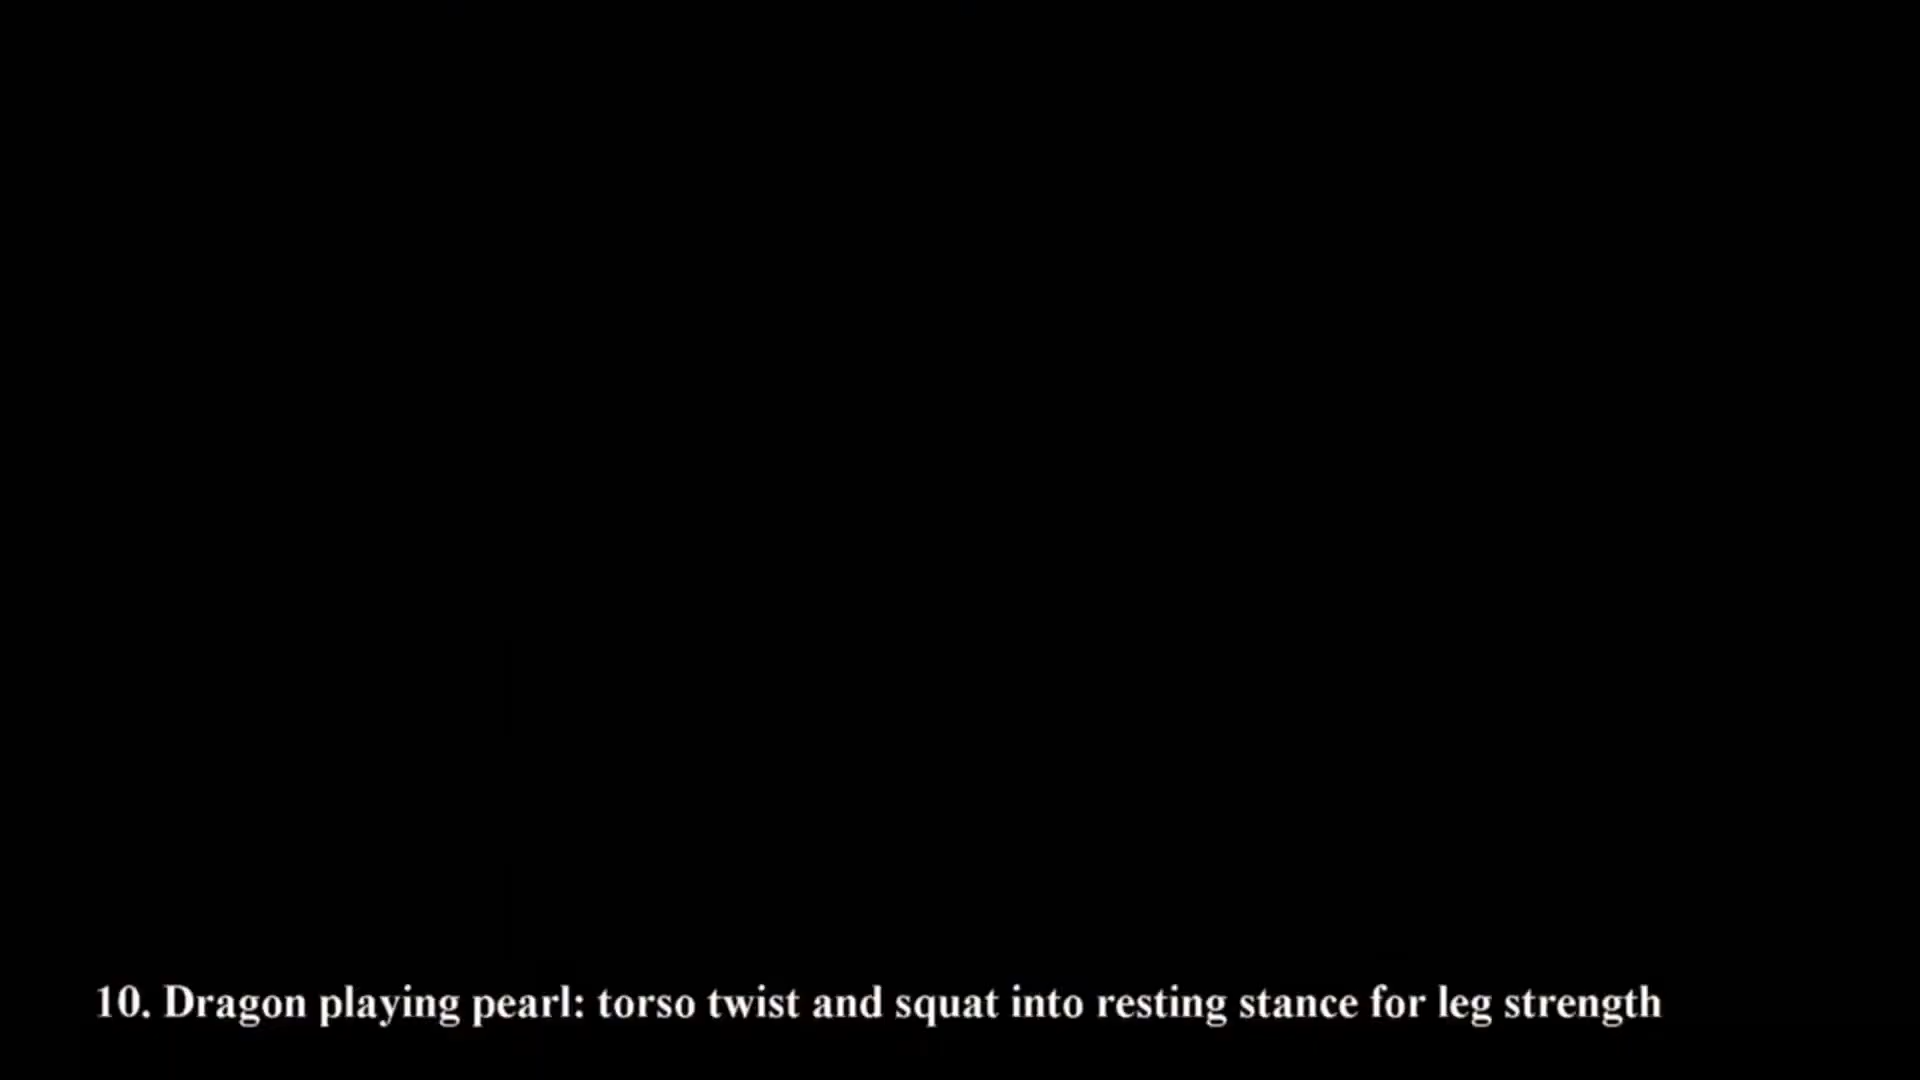 10. Dragon playing pearl: torso twist and squat into resting stance for leg strength